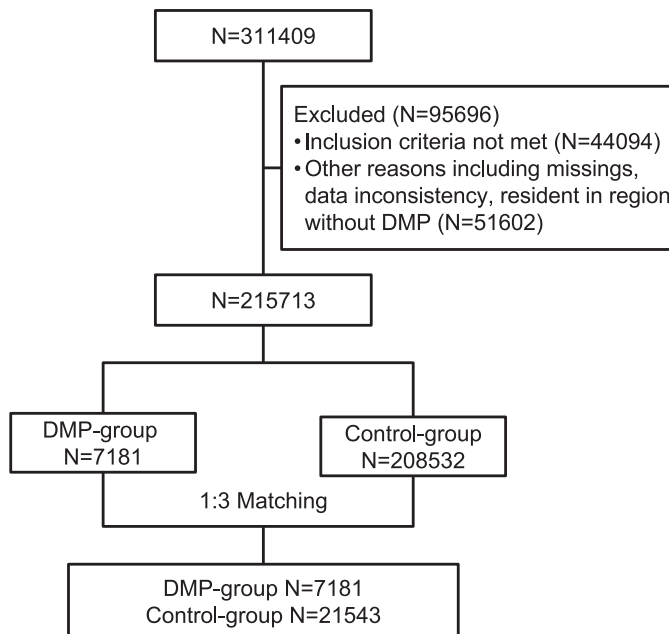 N=311409
Excluded (N=95696)
•Inclusion criteria not met (N=44094)
•Other reasons including missings,
data inconsistency, resident in region
without DMP (N=51602)
N=215713
DMP-group
N=7181
Control-group
N=208532
1:3 Matching
DMP-group N=7181
Control-group N=21543